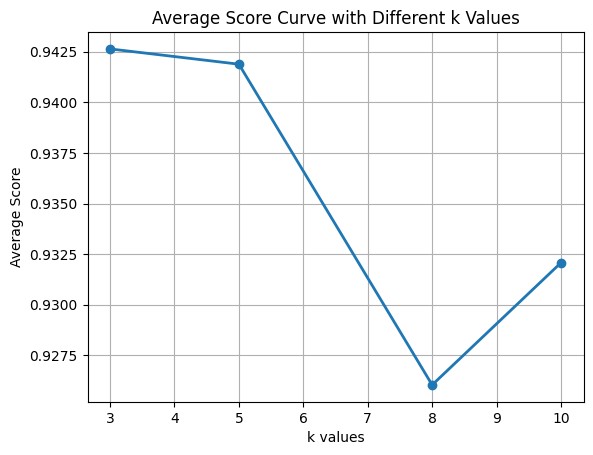 Average Score Curve with Different k Values
0.9425
0.9400
0.9375
0.9350
0.9325
0.9300
0.9275
Average Score
3 4 5 6 7 8 9 10
k values